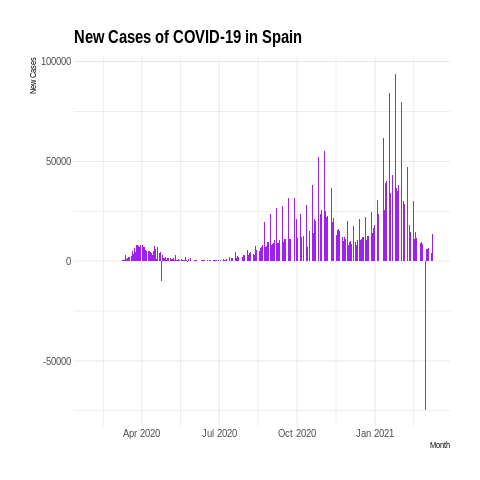 New Cases of COVID-19 in Spain
New Cases
100000
50000
0
-50000
Apr 2020
Jul 2020
Oct 2020
Jan 2021
Month